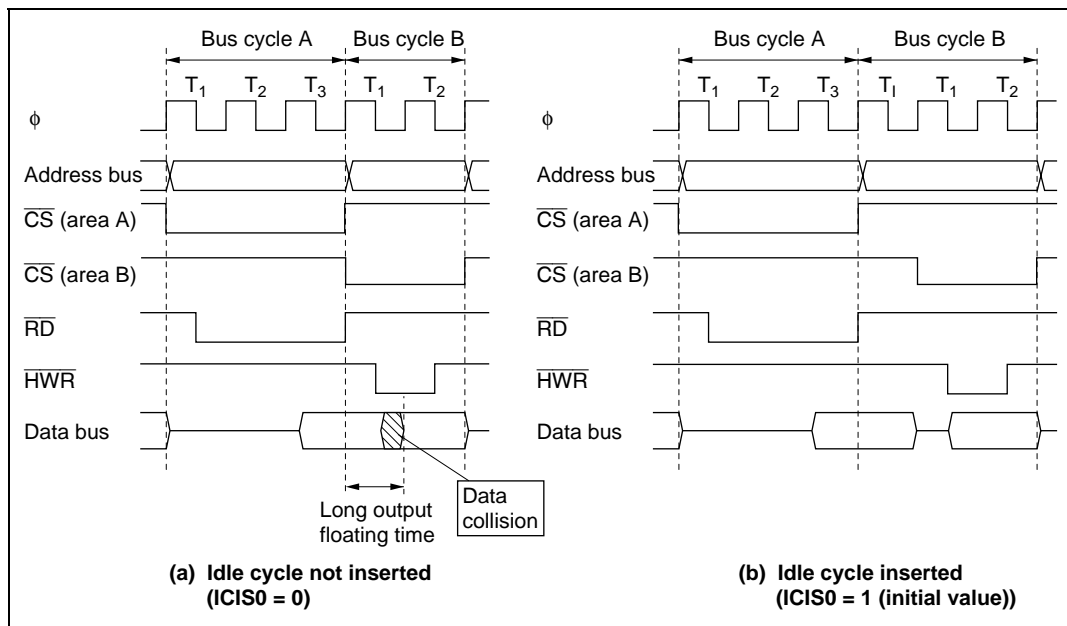 Bus cycle A Bus cycle B
T1 T2 T3 T1 T2
ϕ
Address bus
CS (area A)
CS (area B)
RD
HWR
Data bus
Long output
floating time
Data
collision
(a) Idle cycle not inserted
(ICIS0 = 0)
Bus cycle A Bus cycle B
T1 T2 T3 TI T1 T2
ϕ
Address bus
CS (area A)
CS (area B)
RD
HWR
Data bus
(b) Idle cycle inserted
(ICIS0 = 1 (initial value))